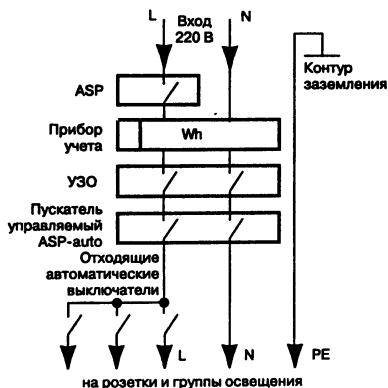 L
Вход
220 В
N
ASP
Контур
заземления
Прибор
учета
Wh
УЗО
Пускатель
управляемый
ASP-auto
Отходящие
автоматические
выключатели
L
N
PE
на розетки и группы освещения